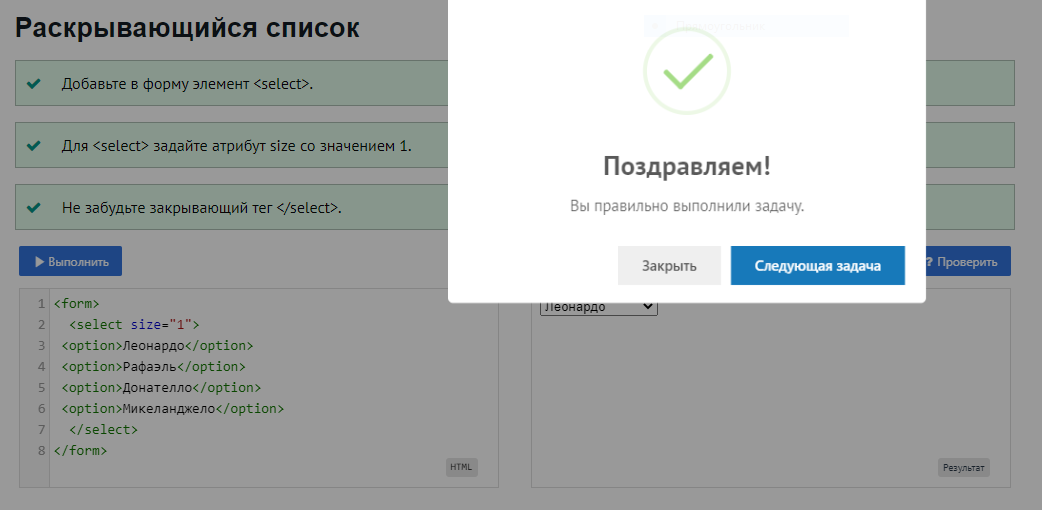 Раскрывающийся список
Добавьте в форму элемент <select>.
Для <select> задайте атрибут size со значением 1.
Не забудьте закрывающий тег </select>.
Поздравляем!
Вы правильно выполнили задачу.
Закрыть
Следующая задача
Выполнить
? Проверить
1 <form>
2 <select size="1">
3 <option>Леонардо</option>
4 <option>Рафаэль</option>
5 <option>Донателло</option>
6 <option>Микеланджело</option>
7 </select>
8 </form>
HTML
Леонардо
Результат